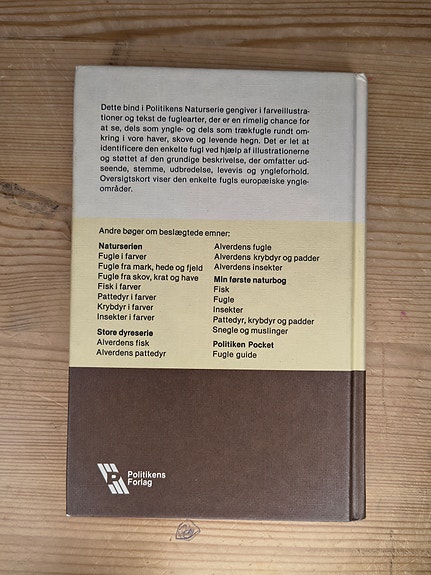 Dette bind i Politikens Naturserie gengiver i farveillustra-
tioner og tekst de fuglearter, der er en rimelig chance for
at se, dels som yngle- og dels som trækfugle rundt om-
kring i vore haver, skove og levende hegn. Det er let at
identificere den enkelte fugl ved hjælp af illustrationerne
og støttet af den grundige beskrivelse, der omfatter ud-
seende, stemme, udbredelse, levevis og yngleforhold.
Oversigtskort viser den enkelte fugls europæiske yngle-
områder.
Andre bøger om beslægtede emner:
Naturserien
Fugle i farver
Fugle fra mark, hede og fjeld
Fugle fra skov, krat og have
Fisk i farver
Pattedyr i farver
Krybdyr i farver
Insekter i farver
Store dyreserie
Alverdens fisk
Alverdens pattedyr
Alverdens fugle
Alverdens krybdyr og padder
Alverdens insekter
Min første naturbog
Fisk
Fugle
Insekter
Pattedyr, krybdyr og padder
Snegle og muslinger
Politiken Pocket
Fugle guide
Politikens
Forlag